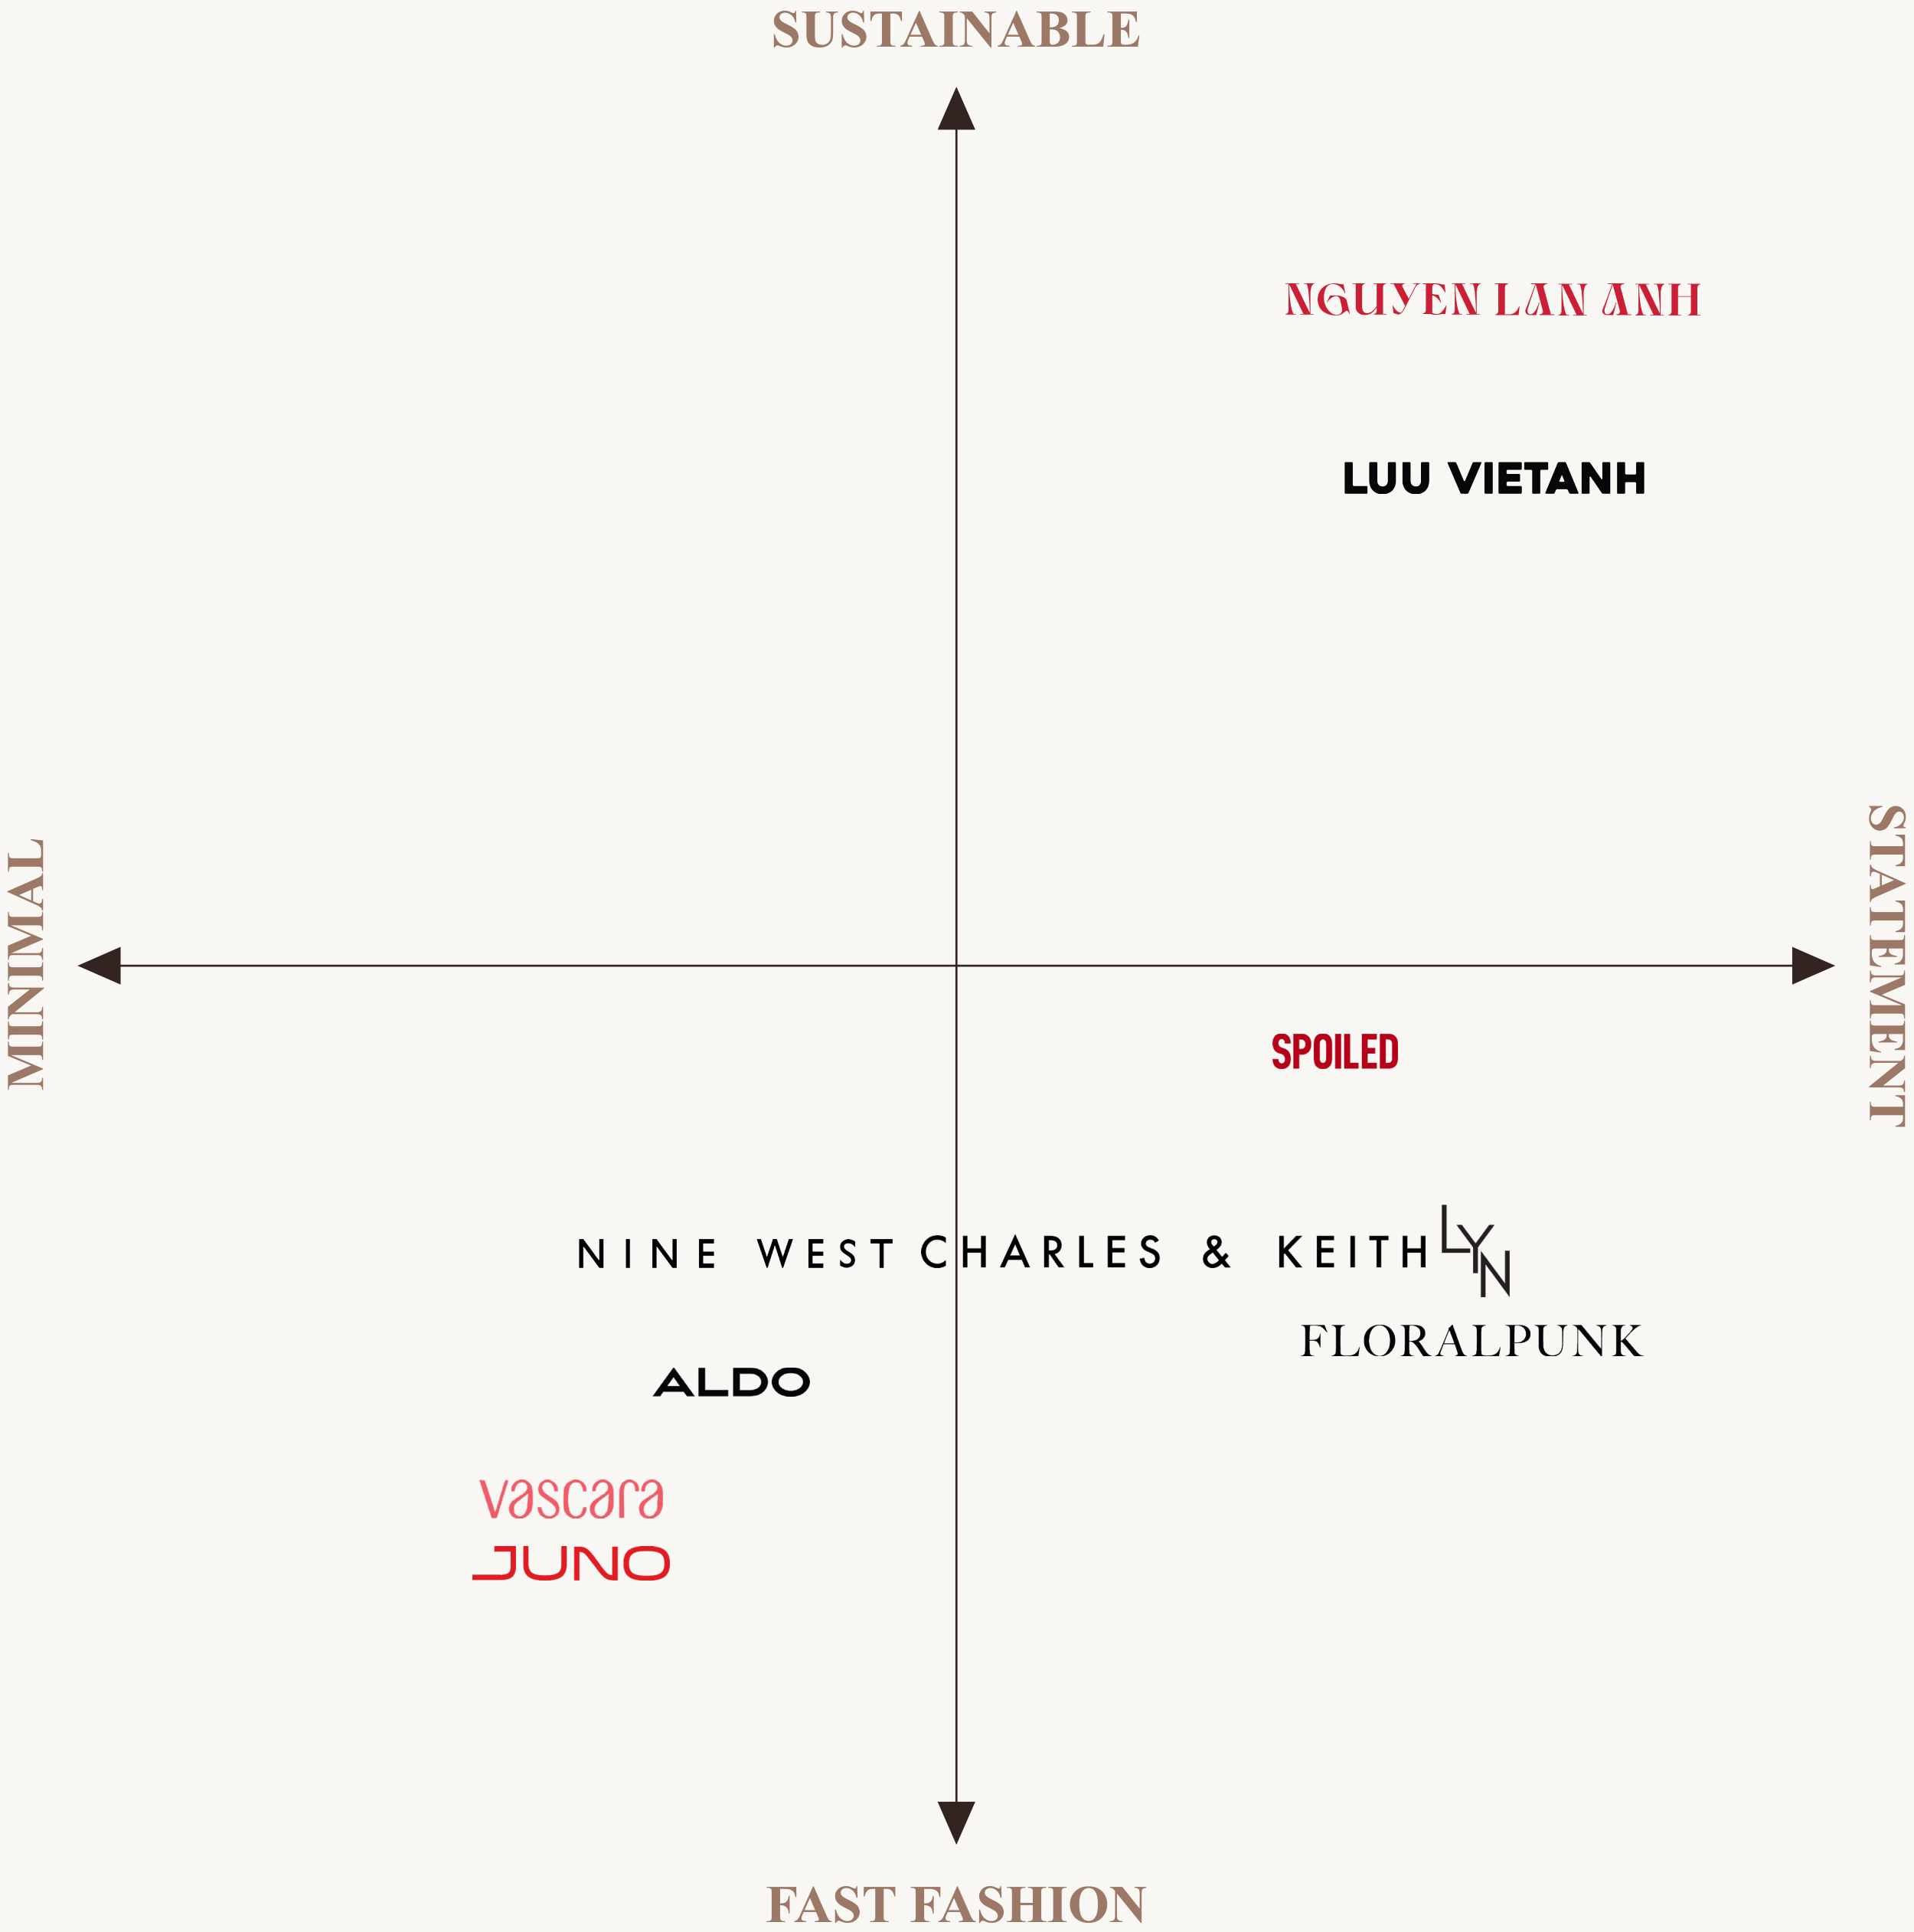 SUSTAINABLE
NGUYEN LAN ANH
LUU VIETANH
MINIMAL
STATEMENT
SPOILED
NINE WEST
CHARLES & KEITH
LYN
FLORALPUNK
ALDO
vascara
JUNO
FAST FASHION